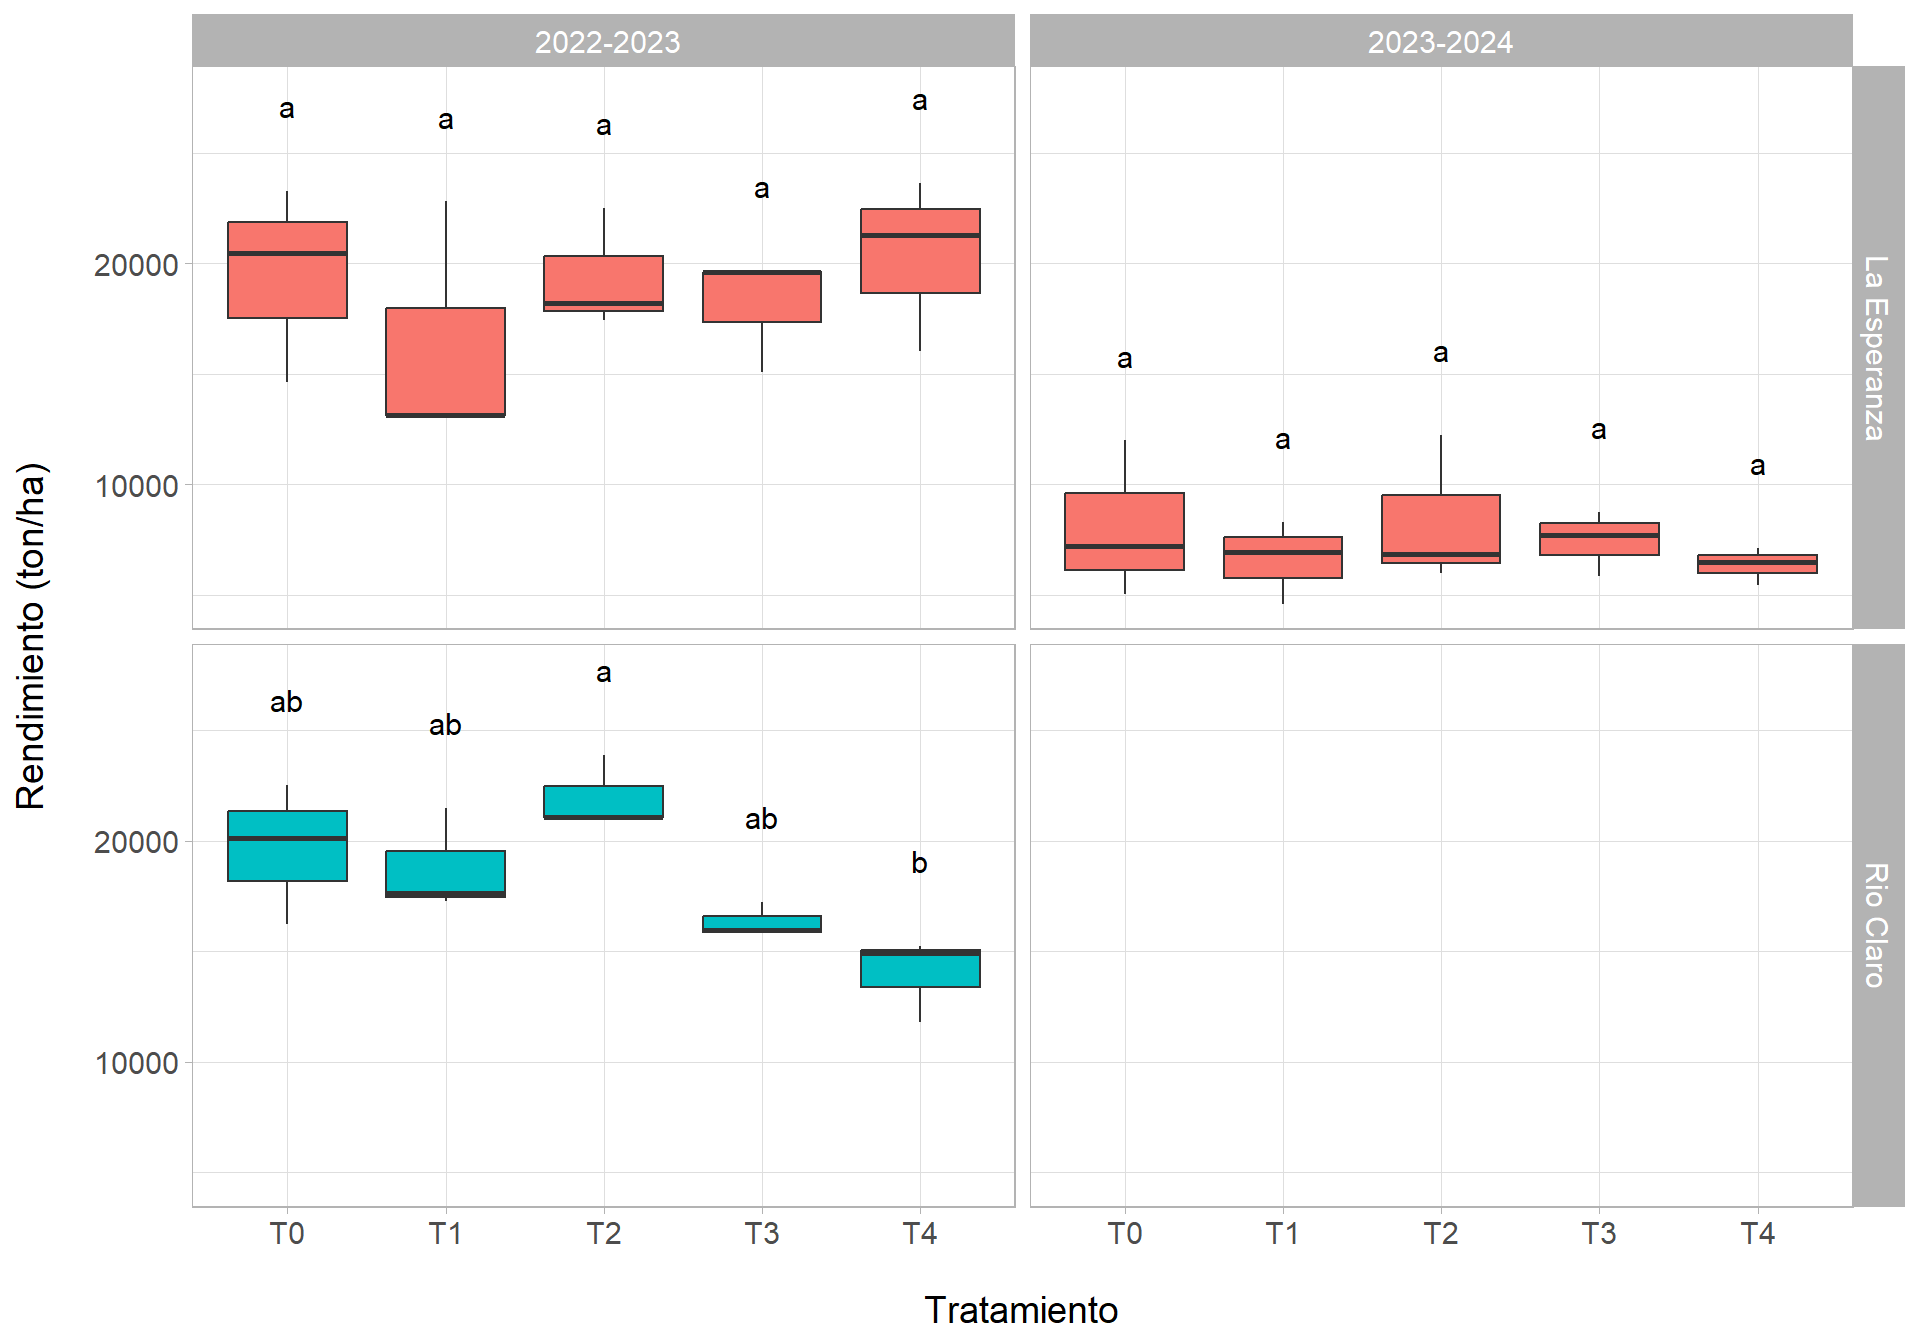 2022-2023
2023-2024
a
a
a
a
a
a
a
a
a
a
20000
10000
La Esperanza
Rendimiento (ton/ha)
ab
ab
a
ab
b
20000
10000
Rio Claro
T0 T1 T2 T3 T4
T0 T1 T2 T3 T4
Tratamiento